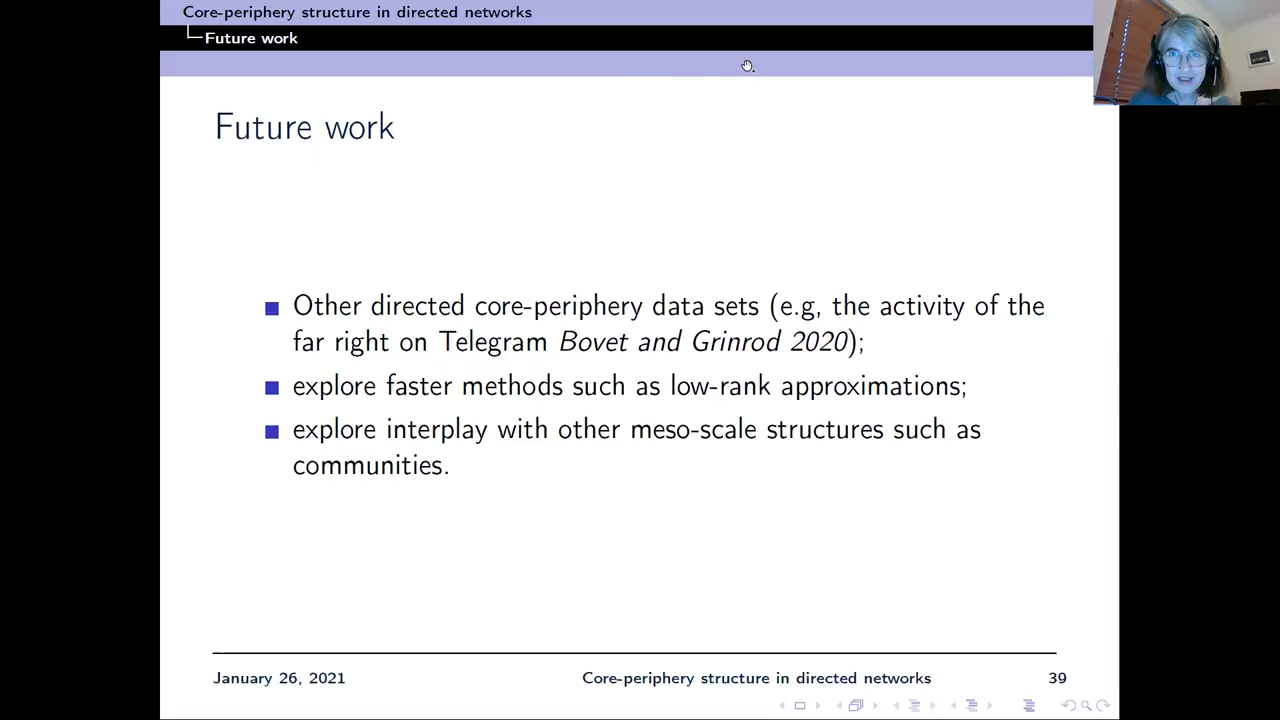 Core-periphery structure in directed networks
Future work
Future work
Other directed core-periphery data sets (e.g, the activity of the
far right on Telegram Bovet and Grinrod 2020);
explore faster methods such as low-rank approximations;
explore interplay with other meso-scale structures such as
communities.
January 26, 2021
Core-periphery structure in directed networks
39